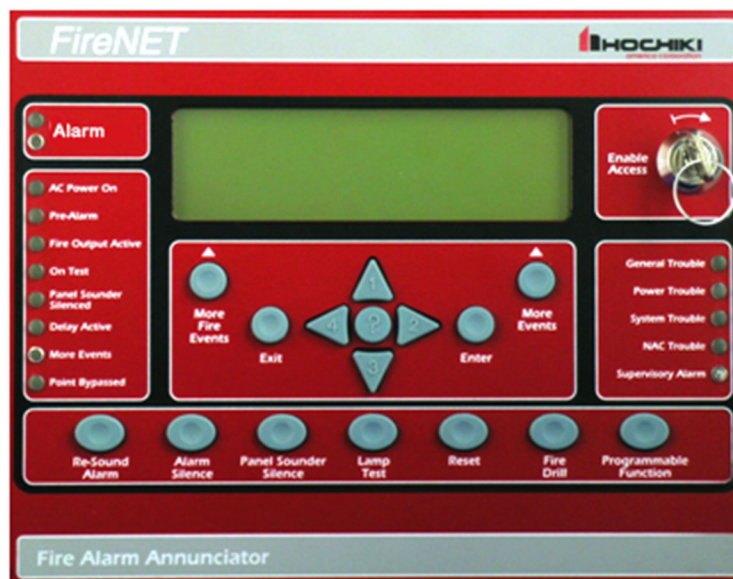 FireNET
HOCHIKI
america corporation
Alarm
Enable
Access
AC Power On
Pre-Alarm
Fire Output Active
On Test
Panel Sounder
Silenced
Delay Active
More Events
Point Bypassed
More
Fire
Events
Exit
1
4
?
2
3
Enter
More
Events
General Trouble
Power Trouble
System Trouble
NAC Trouble
Supervisory Alarm
Re-Sound
Alarm
Alarm
Silence
Panel Sounder
Silence
Lamp
Test
Reset
Fire
Drill
Programmable
Function
Fire Alarm Annunciator